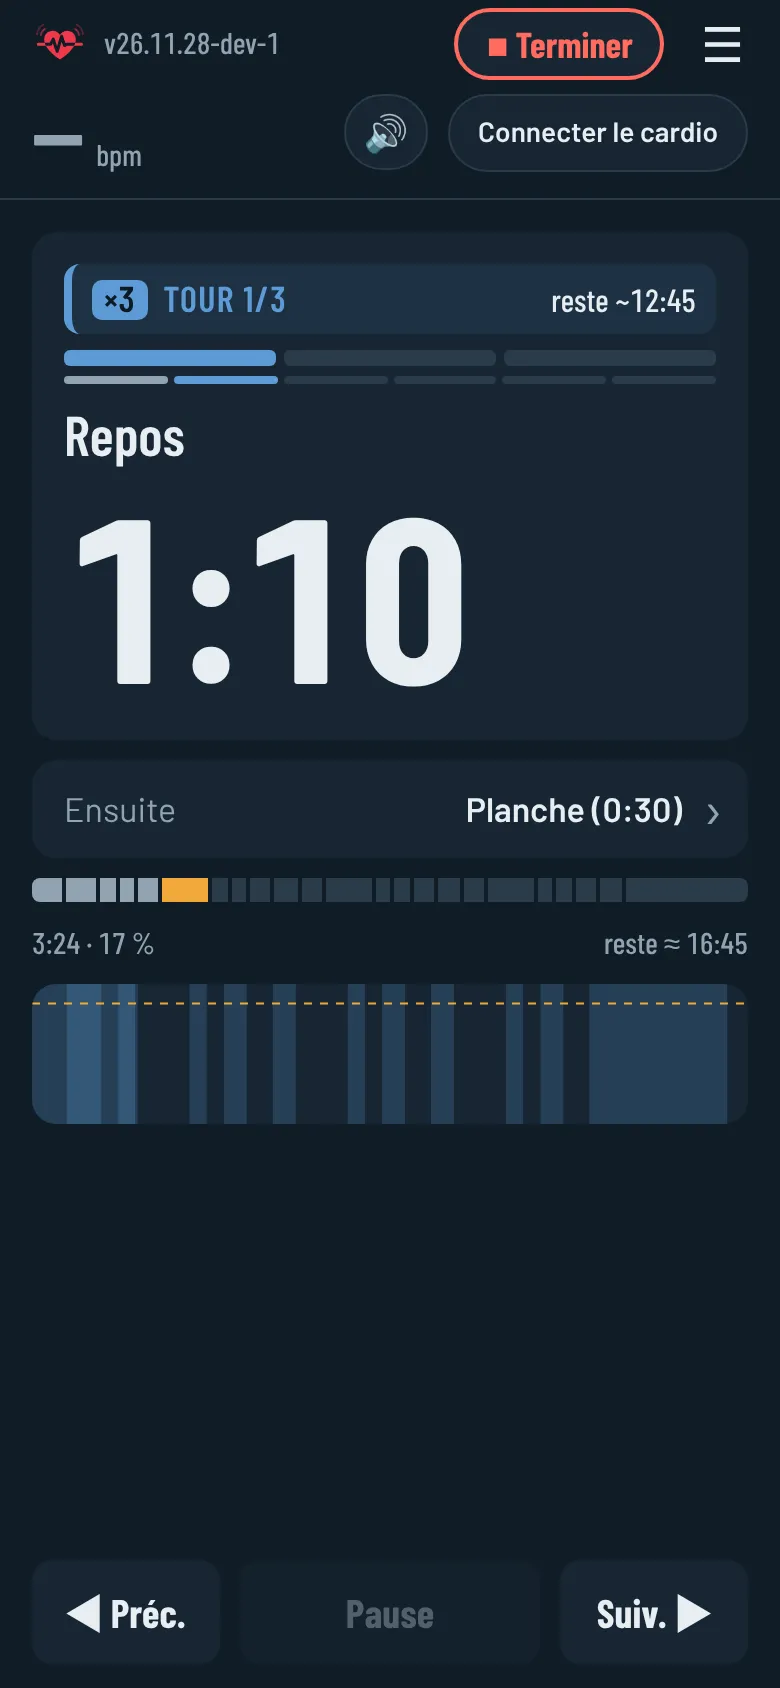 v26.11.28-dev-1
■ Terminer
— bpm
Connecter le cardio
×3 TOUR 1/3
reste ~12:45
Repos
1:10
Ensuite
Planche (0:30) ›
3:24 · 17 %
reste ≈ 16:45
◀ Préc.
Pause
Suiv. ▶